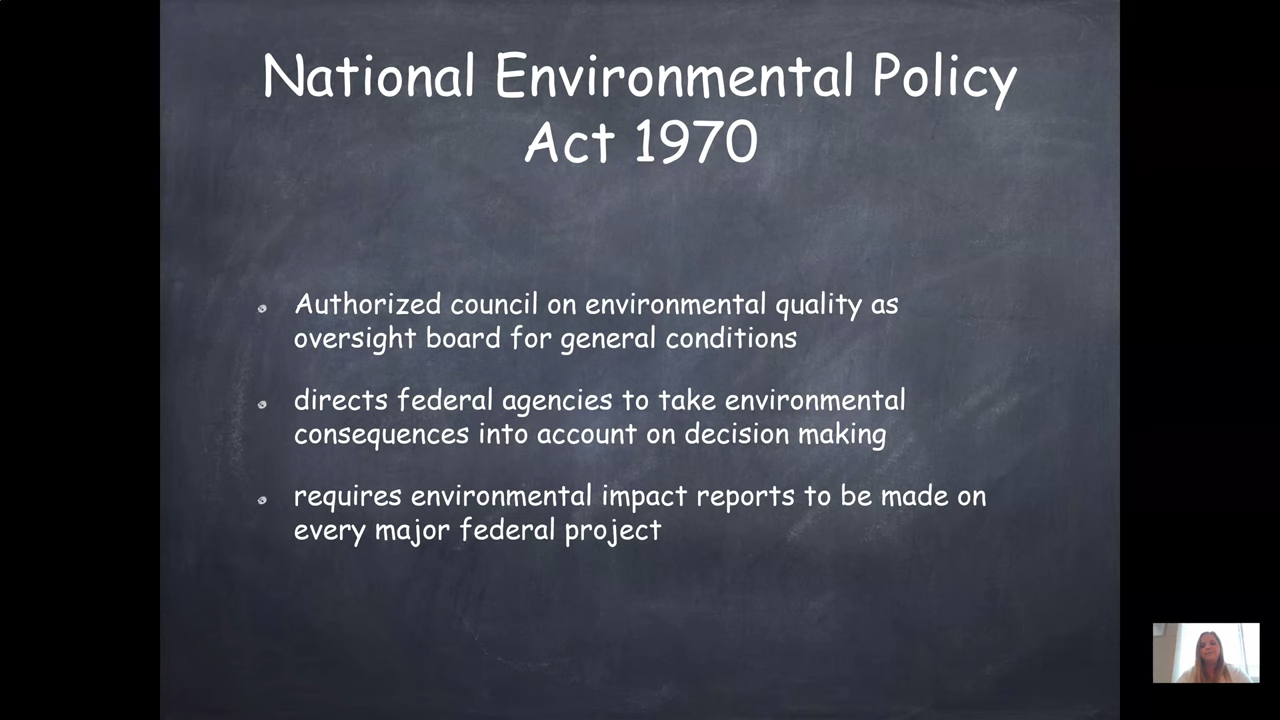 National Environmental Policy
Act 1970
Authorized council on environmental quality as
oversight board for general conditions
directs federal agencies to take environmental
consequences into account on decision making
requires environmental impact reports to be made on
every major federal project